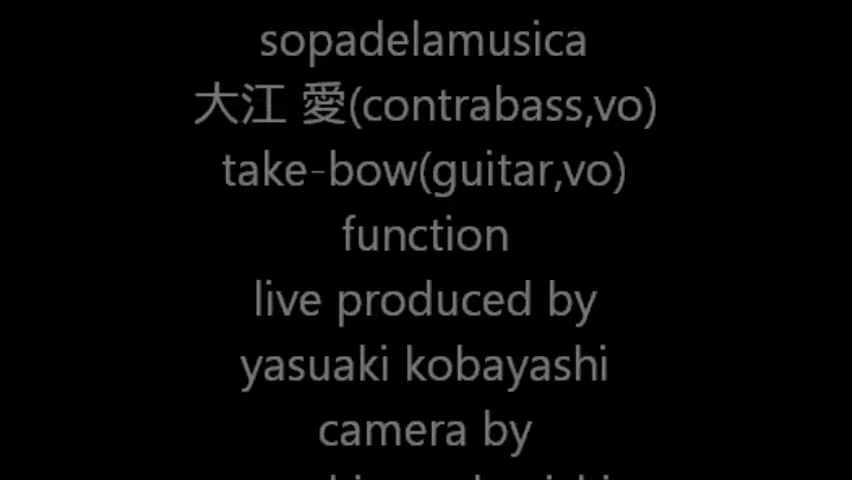 sopadelamusica
大江 愛(contrabass,vo)
take-bow(guitar,vo)
function
live produced by
yasuaki kobayashi
camera by